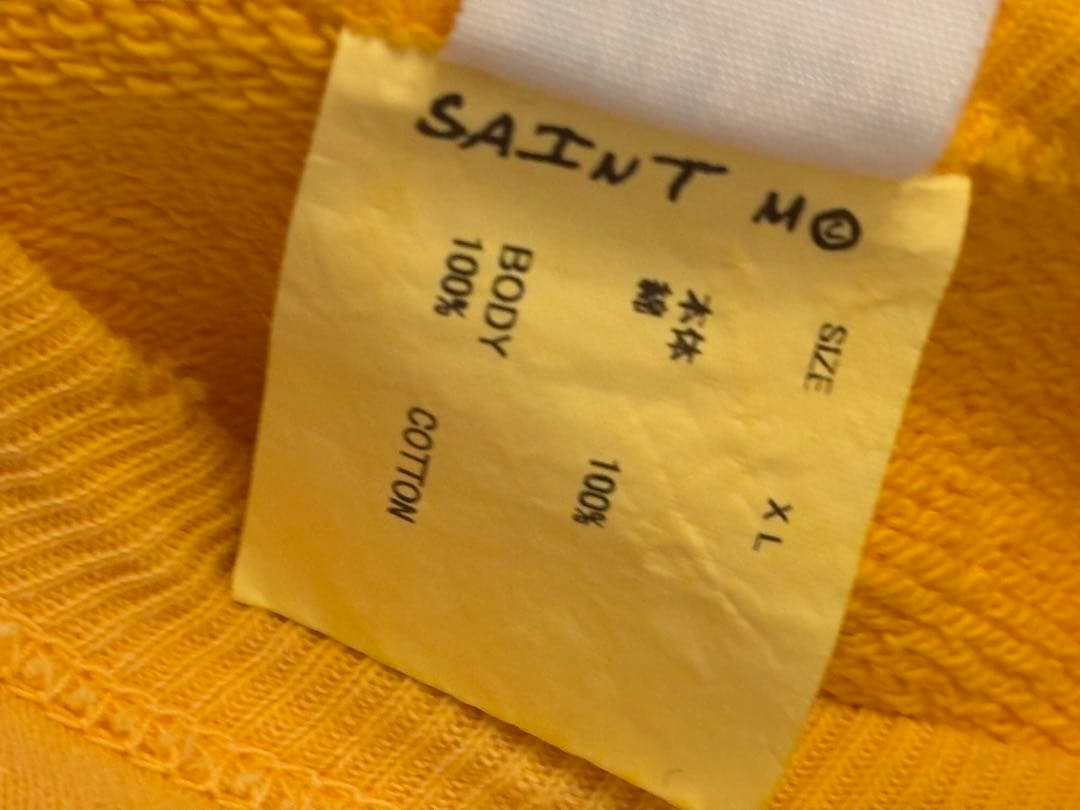 SAINT M
SIZE XL
本体
綿 100%
BODY
100% COTTON